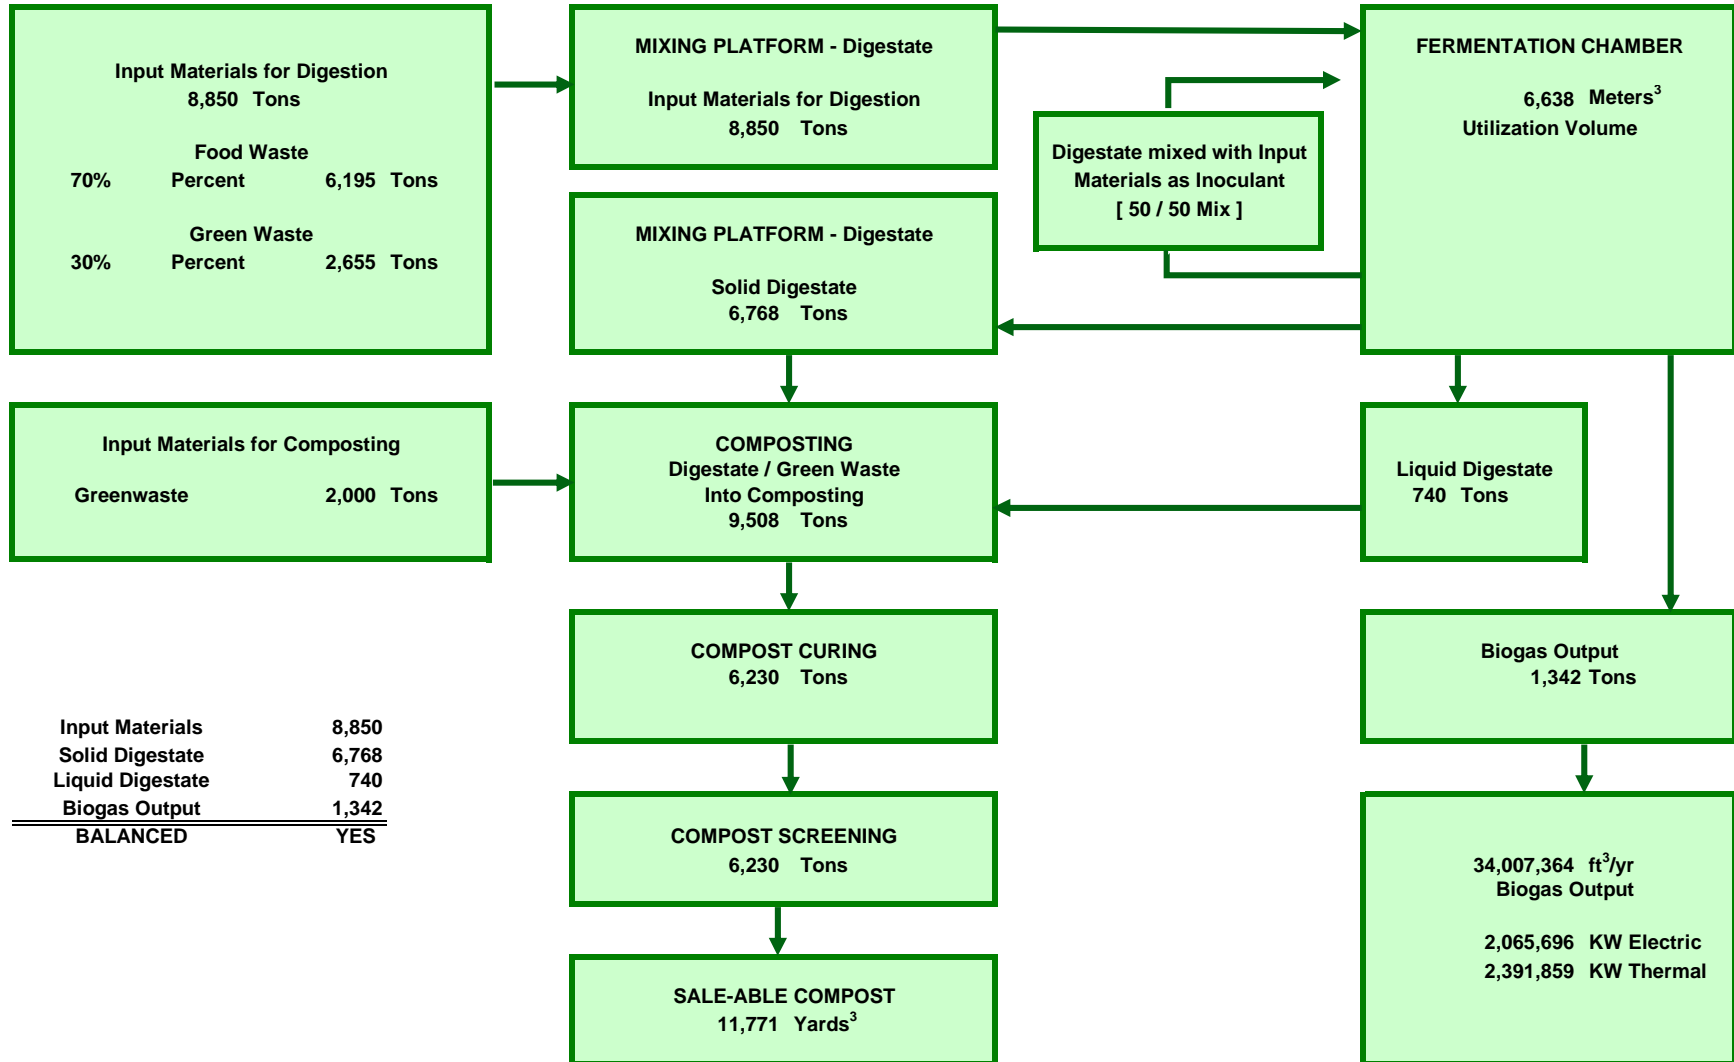 Input Materials for Digestion
8,850 Tons
Food Waste
70% Percent 6,195 Tons
Green Waste
30% Percent 2,655 Tons
MIXING PLATFORM - Digestate
Input Materials for Digestion
8,850 Tons
MIXING PLATFORM - Digestate
Solid Digestate
6,768 Tons
Digestate mixed with Input
Materials as Inoculant
[ 50 / 50 Mix ]
FERMENTATION CHAMBER
6,638 Meters³
Utilization Volume
Input Materials for Composting
Greenwaste 2,000 Tons
COMPOSTING
Digestate / Green Waste
Into Composting
9,508 Tons
Liquid Digestate
740 Tons
COMPOST CURING
6,230 Tons
Biogas Output
1,342 Tons
Input Materials 8,850
Solid Digestate 6,768
Liquid Digestate 740
Biogas Output 1,342
BALANCED YES
COMPOST SCREENING
6,230 Tons
34,007,364 ft³/yr
Biogas Output
2,065,696 KW Electric
2,391,859 KW Thermal
SALE-ABLE COMPOST
11,771 Yards³